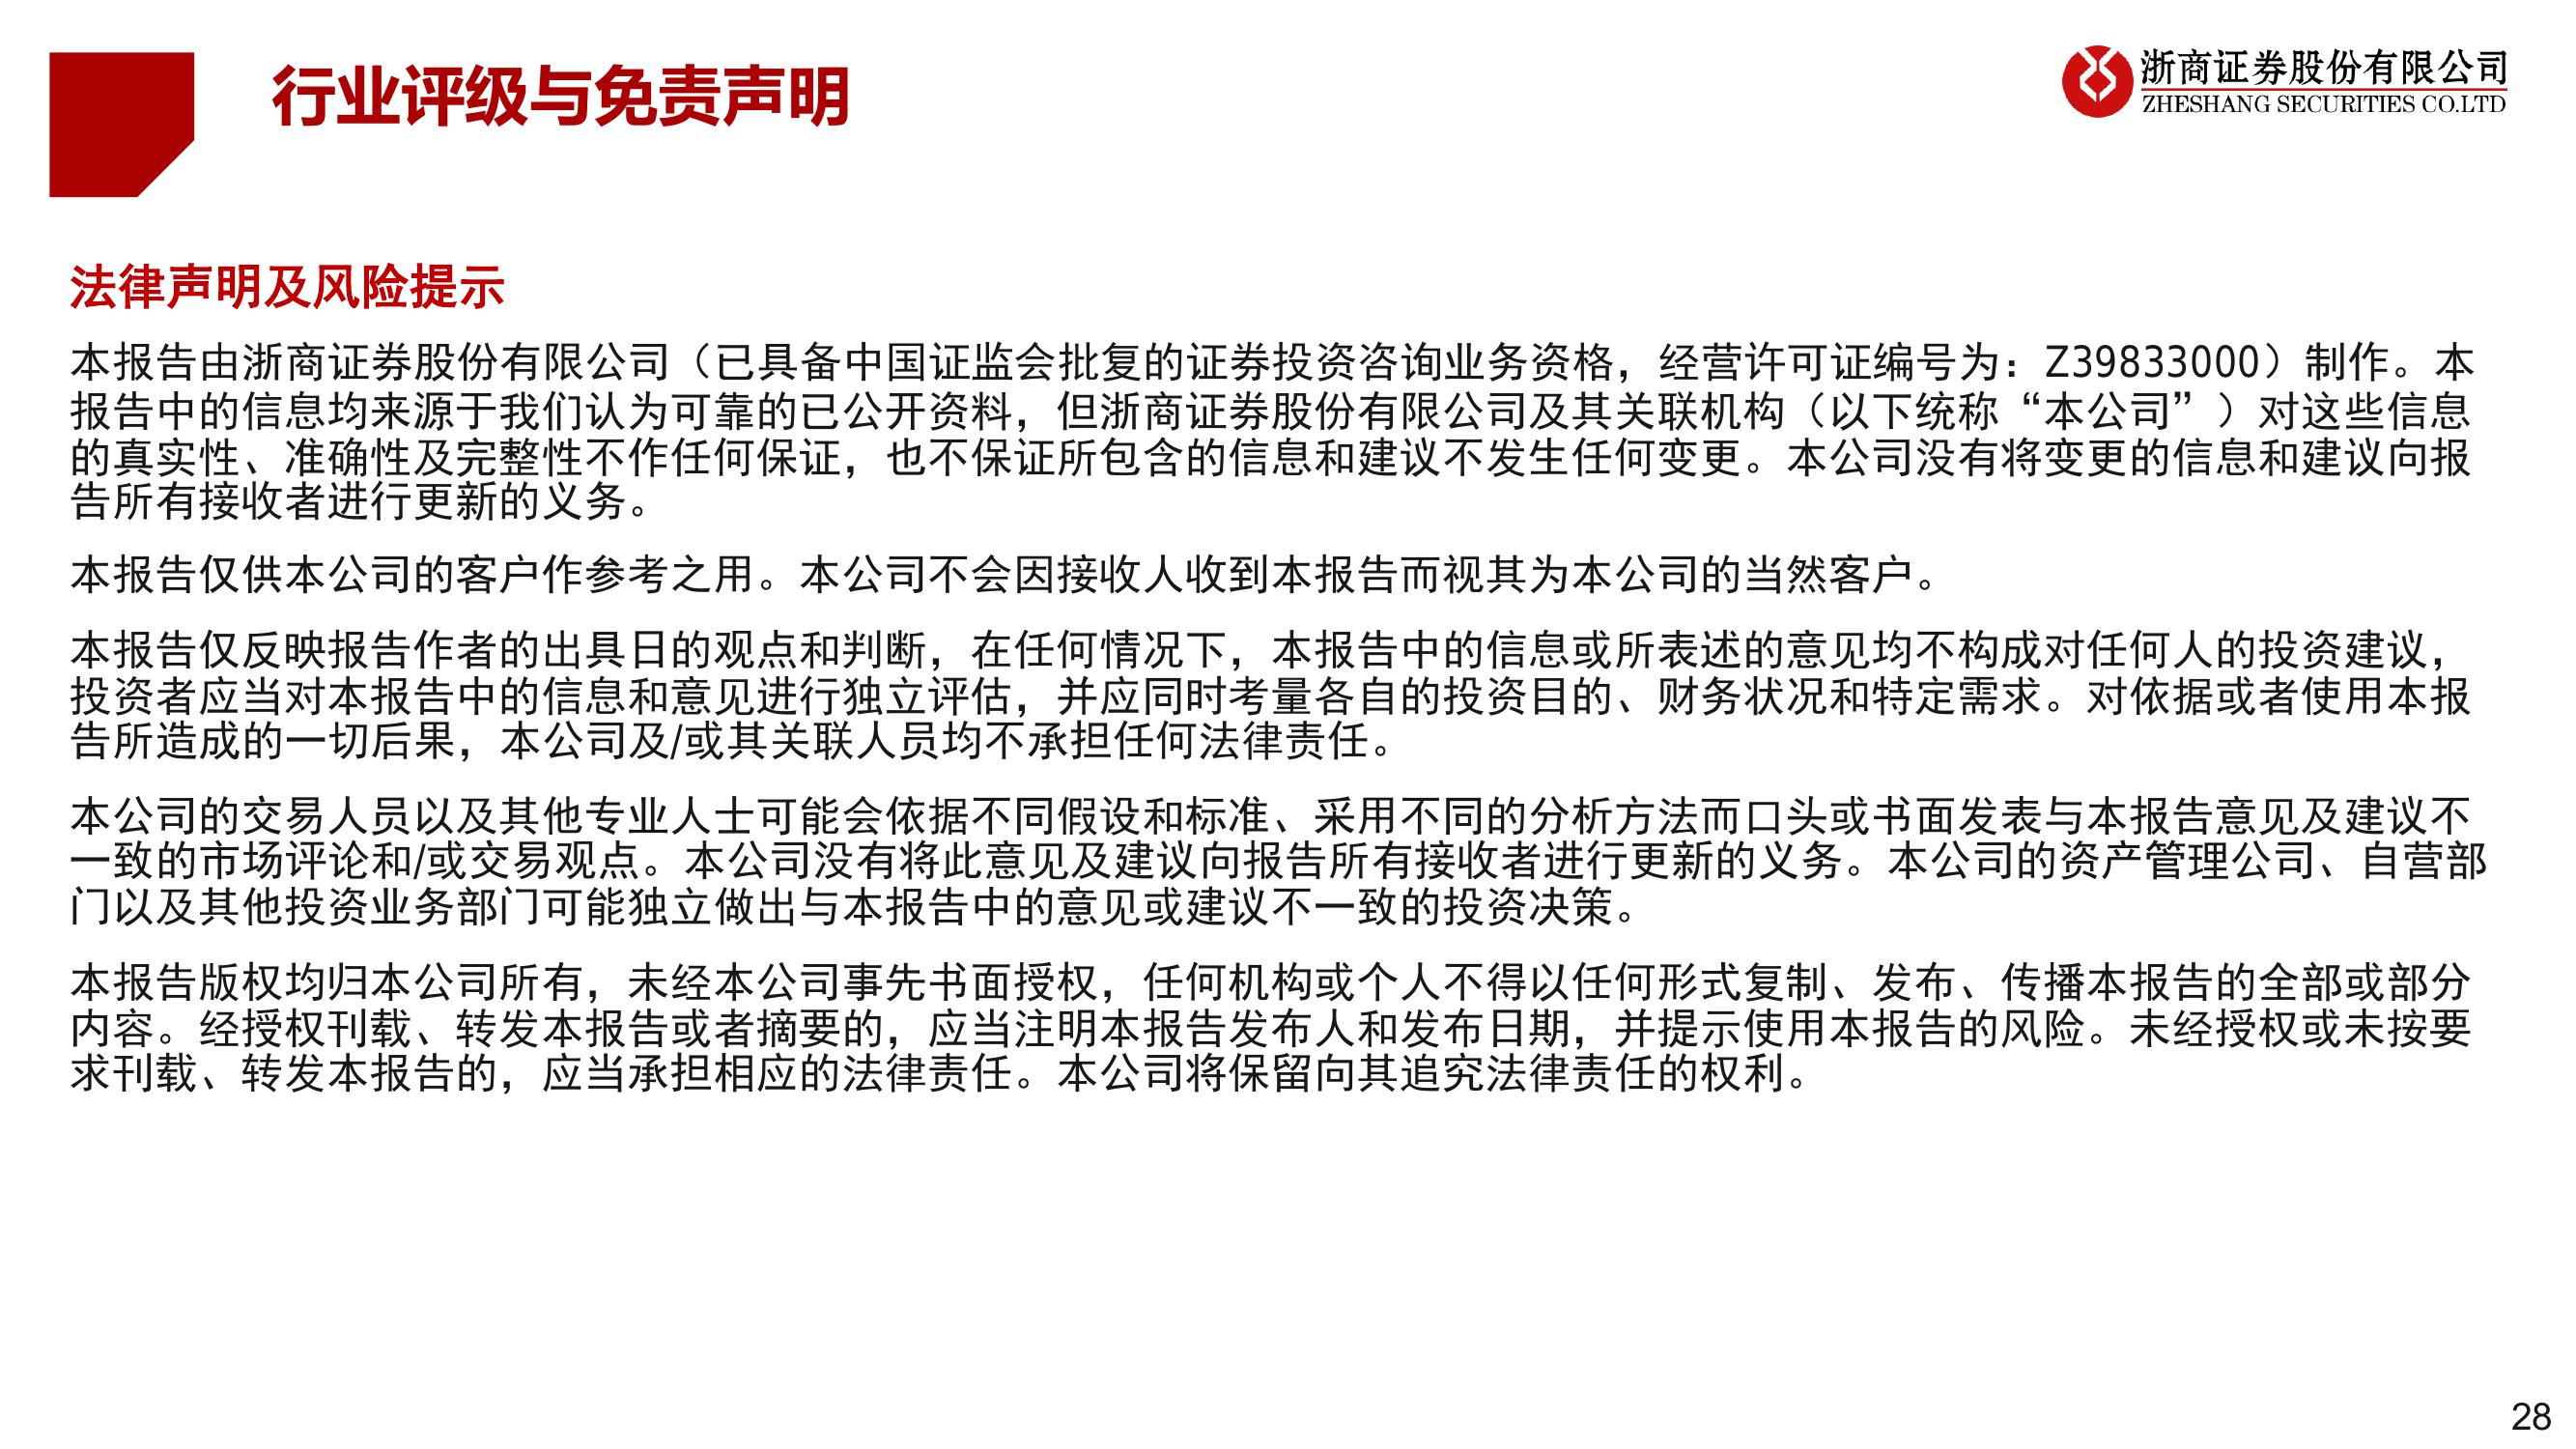 行业评级与免责声明
浙商证券股份有限公司
ZHESHANG SECURITIES CO.LTD
法律声明及风险提示
本报告由浙商证券股份有限公司（已具备中国证监会批复的证券投资咨询业务资格，经营许可证编号为：Z39833000）制作。本
报告中的信息均来源于我们认为可靠的已公开资料，但浙商证券股份有限公司及其关联机构（以下统称“本公司”）对这些信息
的真实性、准确性及完整性不作任何保证，也不保证所包含的信息和建议不发生任何变更。本公司没有将变更的信息和建议向报
告所有接收者进行更新的义务。
本报告仅供本公司的客户作参考之用。本公司不会因接收人收到本报告而视其为本公司的当然客户。
本报告仅反映报告作者的出具日的观点和判断，在任何情况下，本报告中的信息或所表述的意见均不构成对任何人的投资建议，
投资者应当对本报告中的信息和意见进行独立评估，并应同时考量各自的投资目的、财务状况和特定需求。对依据或者使用本报
告所造成的一切后果，本公司及/或其关联人员均不承担任何法律责任。
本公司的交易人员以及其他专业人士可能会依据不同假设和标准、采用不同的分析方法而口头或书面发表与本报告意见及建议不
一致的市场评论和/或交易观点。本公司没有将此意见及建议向报告所有接收者进行更新的义务。本公司的资产管理公司、自营部
门以及其他投资业务部门可能独立做出与本报告中的意见或建议不一致的投资决策。
本报告版权均归本公司所有，未经本公司事先书面授权，任何机构或个人不得以任何形式复制、发布、传播本报告的全部或部分
内容。经授权刊载、转发本报告或者摘要的，应当注明本报告发布人和发布日期，并提示使用本报告的风险。未经授权或未按要
求刊载、转发本报告的，应当承担相应的法律责任。本公司将保留向其追究法律责任的权利。
28